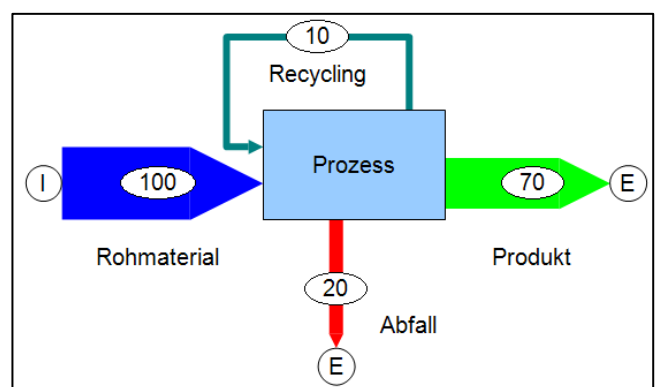 10
Recycling
Prozess
I
100
70
E
Rohmaterial
Produkt
20
Abfall
E